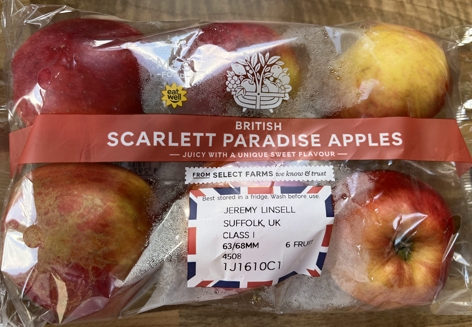 eat
well
BRITISH
SCARLETT PARADISE APPLES
— JUICY WITH A UNIQUE SWEET FLAVOUR —
FROM SELECT FARMS we know & trust
Best stored in a fridge. Wash before use.
JEREMY LINSELL
SUFFOLK, UK
CLASS I
63/68MM 6 FRUIT
4508
1J1610C1